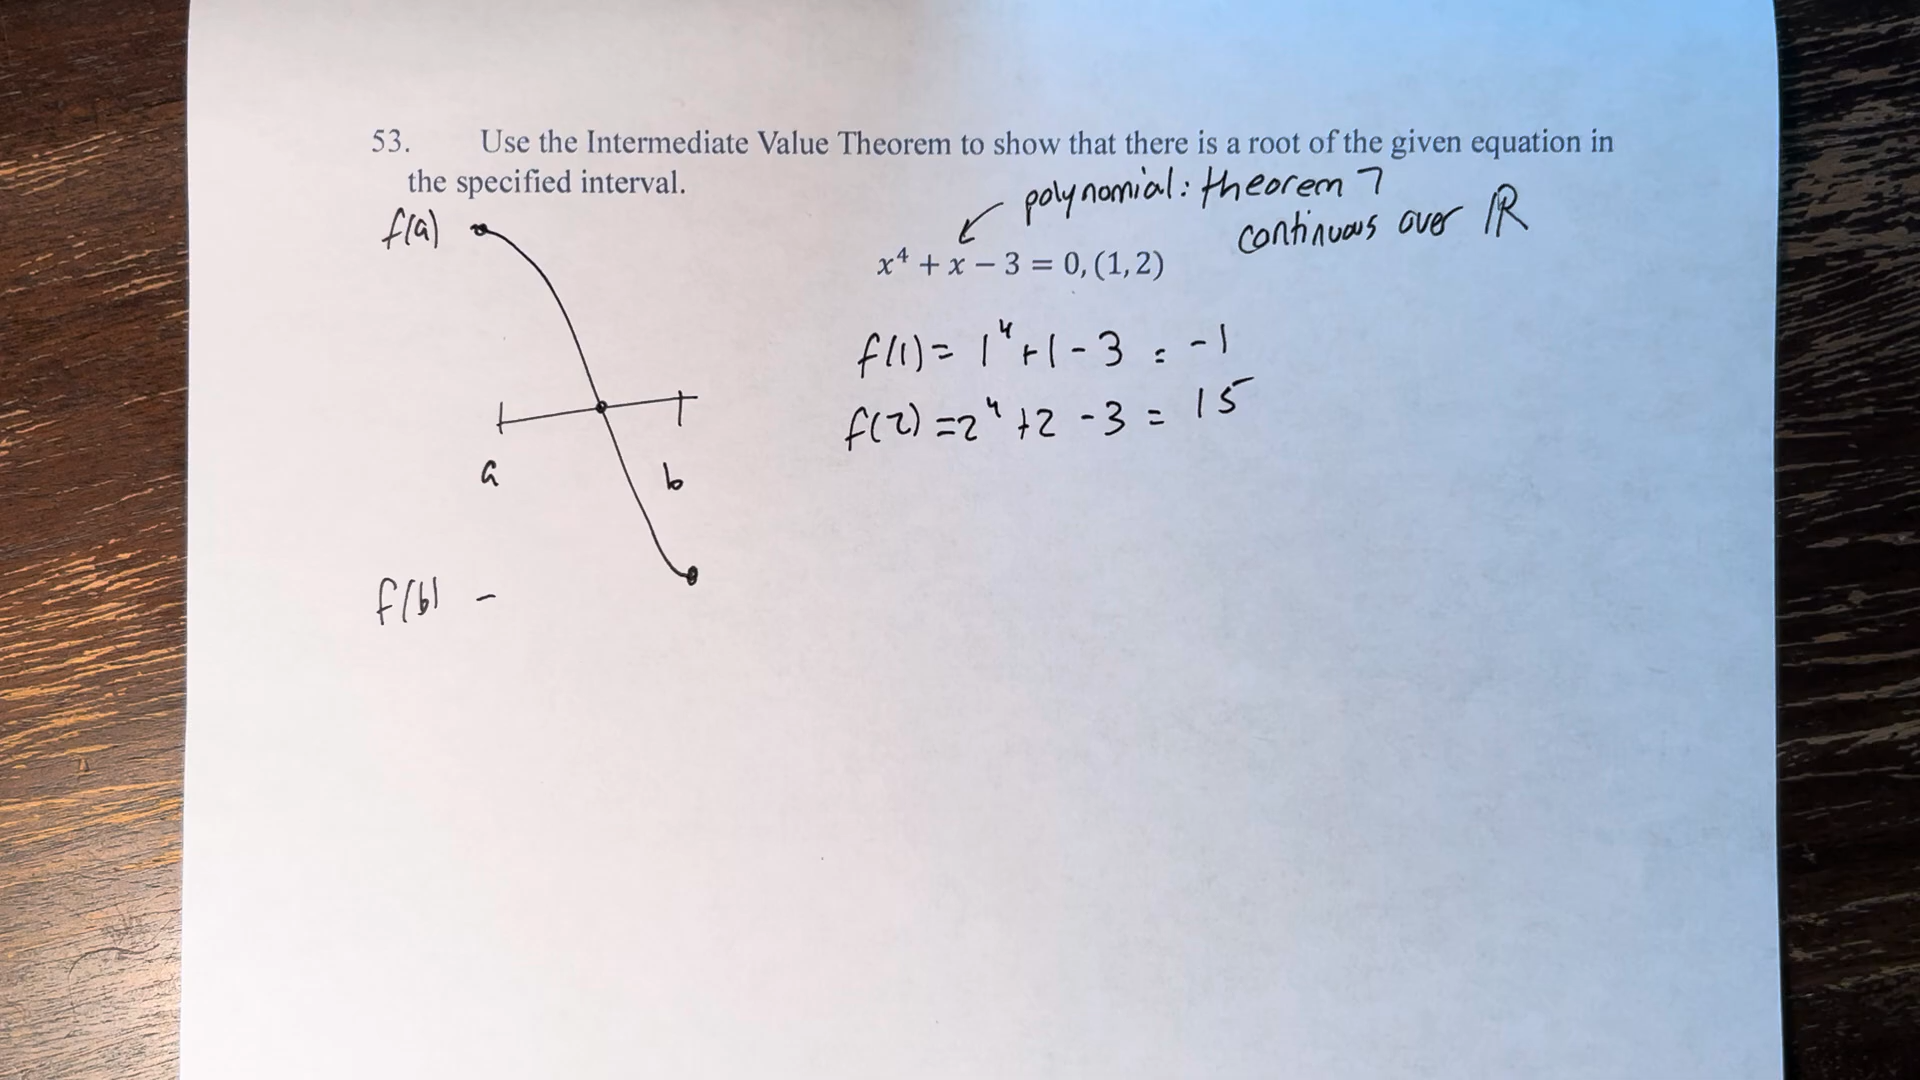 53. Use the Intermediate Value Theorem to show that there is a root of the given equation in
the specified interval.
polynomial: theorem 7
continuous over ℝ
x⁴ + x − 3 = 0, (1, 2)
f(a)
f(1) = 1⁴ + 1 - 3 = -1
f(2) = 2⁴ + 2 - 3 = 15
a b
f(b) -